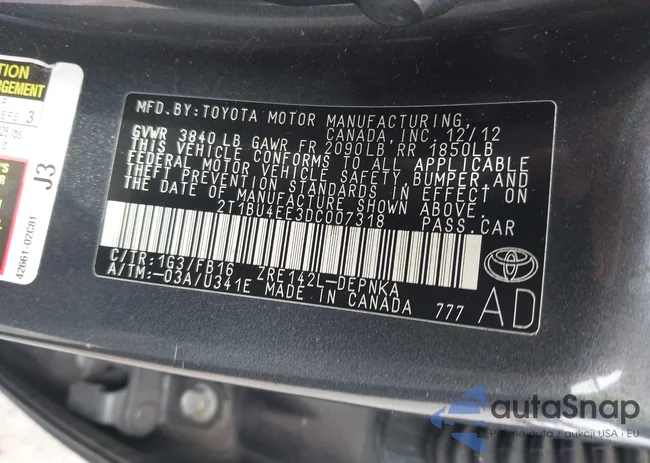 MFD.BY:TOYOTA MOTOR MANUFACTURING,
CANADA, INC. 12/12
GVWR 3840LB GAWR FR 2090LB RR 1850LB
THIS VEHICLE CONFORMS TO ALL APPLICABLE
FEDERAL MOTOR VEHICLE SAFETY, BUMPER AND
THEFT PREVENTION STANDARDS IN EFFECT ON
THE DATE OF MANUFACTURE SHOWN ABOVE.
2T1BU4EE3DC007318 PASS.CAR
C/TR:1G3/FB16 ZRE142L-DEPNKA
A/TM:-03A/U341E MADE IN CANADA 777
AD
J3
42661-02C81
autoSnap